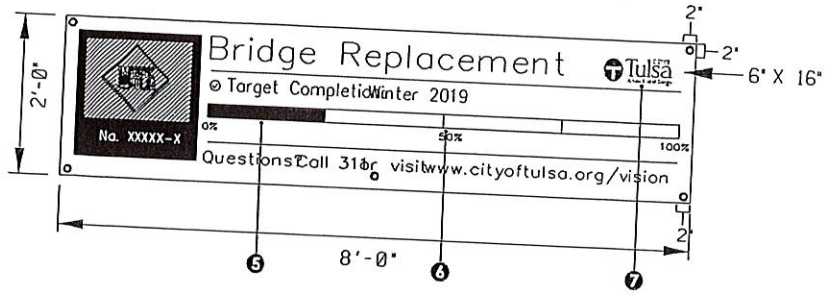 2"
2"
2'-0"
Bridge Replacement
Tulsa
6" X 16"
Target Completion Winter 2019
0%
50%
100%
No. XXXXX-X
Questions? Call 311 or visit www.cityoftulsa.org/vision
2"
8'-0"
5
6
7